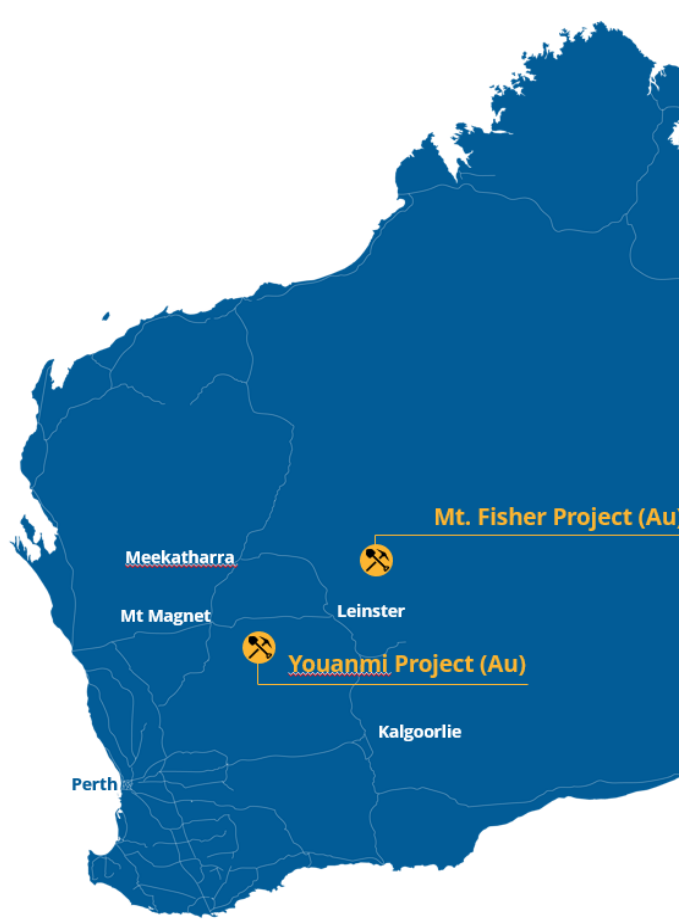 Mt. Fisher Project (Au)
Meekatharra
Leinster
Mt Magnet
Youanmi Project (Au)
Kalgoorlie
Perth